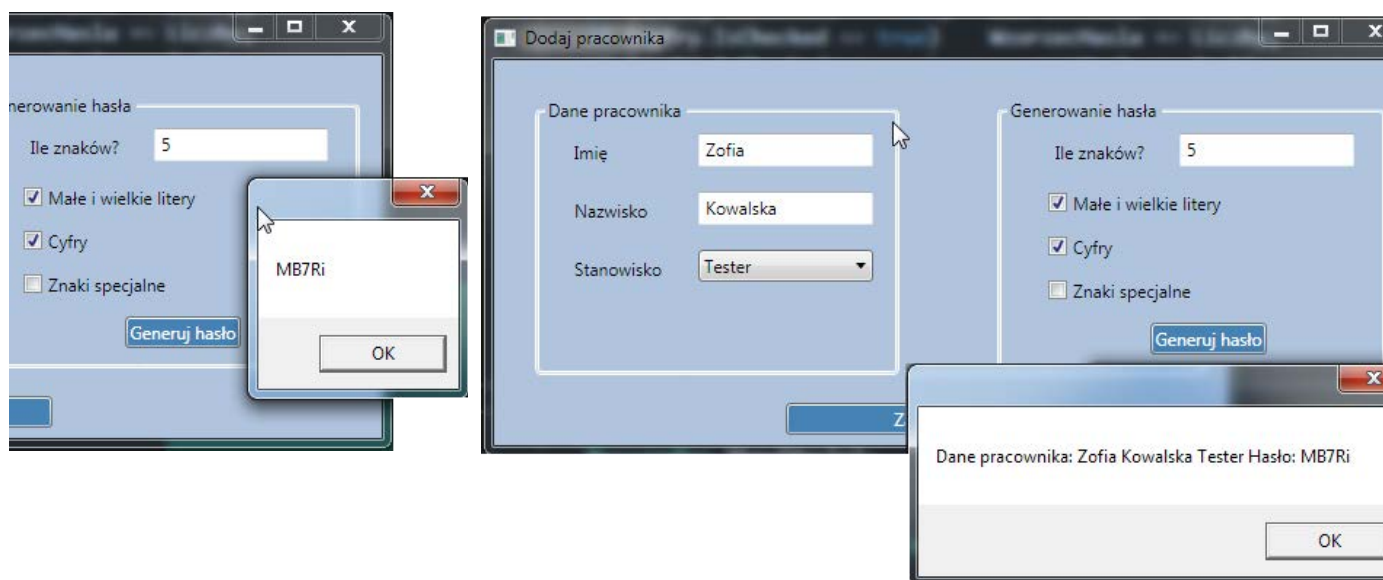 nerowanie hasła
Ile znaków? 5
Małe i wielkie litery
Cyfry
Znaki specjalne
Generuj hasło
MB7Ri
OK
Dodaj pracownika
Dane pracownika
Imię Zofia
Nazwisko Kowalska
Stanowisko Tester
Generowanie hasła
Ile znaków? 5
Małe i wielkie litery
Cyfry
Znaki specjalne
Generuj hasło
Z
Dane pracownika: Zofia Kowalska Tester Hasło: MB7Ri
OK